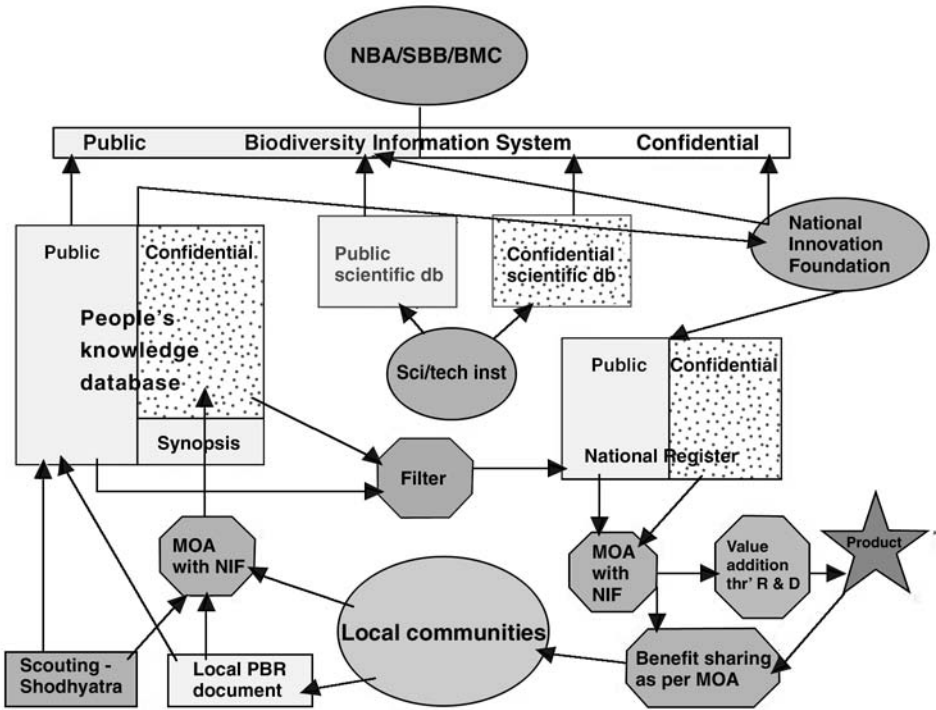 NBA/SBB/BMC
Public Biodiversity Information System Confidential
Public Confidential
People's
knowledge
database
Synopsis
Public
scientific db
Confidential
scientific db
National
Innovation
Foundation
Sci/tech inst
Public Confidential
National Register
Filter
MOA
with NIF
MOA
with
NIF
Value
addition
thr' R & D
Product
Local communities
Scouting -
Shodhyatra
Local PBR
document
Benefit sharing
as per MOA